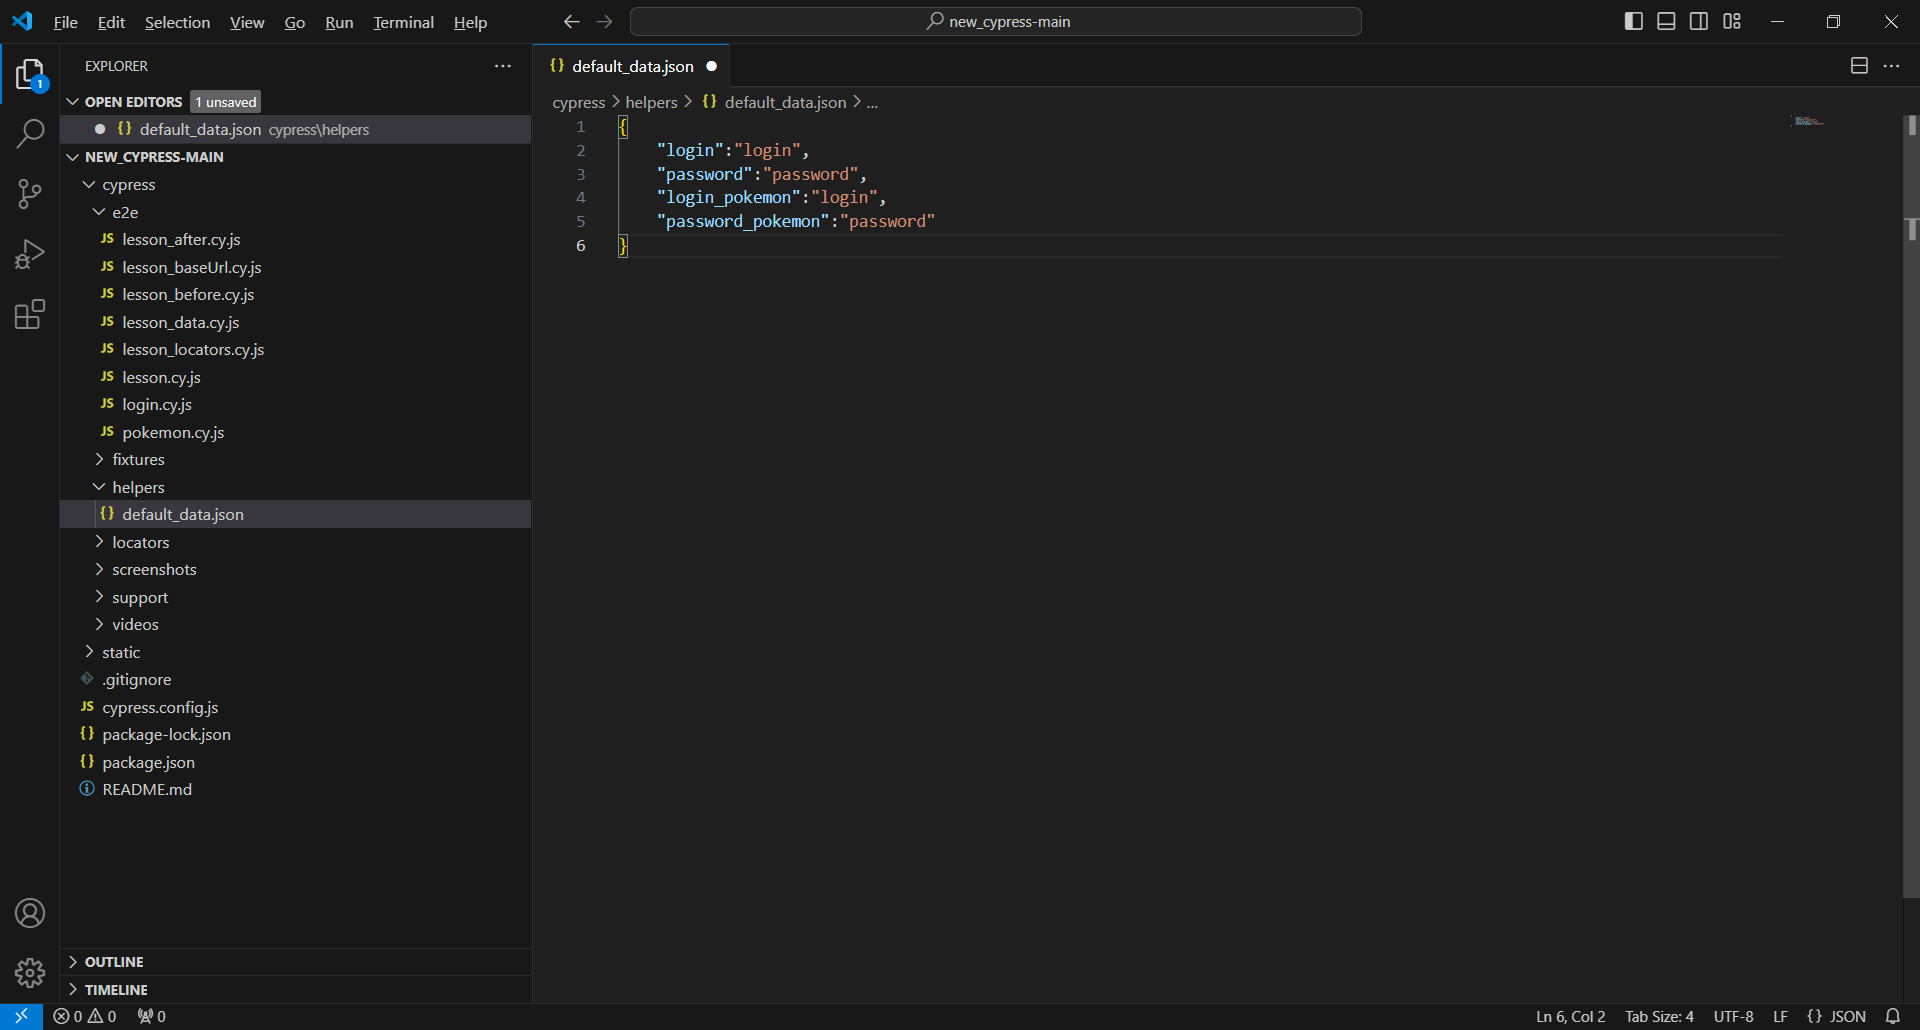 File Edit Selection View Go Run Terminal Help new_cypress-main
EXPLORER
OPEN EDITORS 1 unsaved
default_data.json cypress\helpers
NEW_CYPRESS-MAIN
cypress
e2e
JS lesson_after.cy.js
JS lesson_baseUrl.cy.js
JS lesson_before.cy.js
JS lesson_data.cy.js
JS lesson_locators.cy.js
JS lesson.cy.js
JS login.cy.js
JS pokemon.cy.js
fixtures
helpers
{} default_data.json
locators
screenshots
support
videos
static
.gitignore
JS cypress.config.js
{} package-lock.json
{} package.json
README.md
OUTLINE
TIMELINE
1
{} default_data.json
cypress > helpers > {} default_data.json > ...
1 {
2 "login":"login",
3 "password":"password",
4 "login_pokemon":"login",
5 "password_pokemon":"password"
6 }
0 0 0 Ln 6, Col 2 Tab Size: 4 UTF-8 LF {} JSON